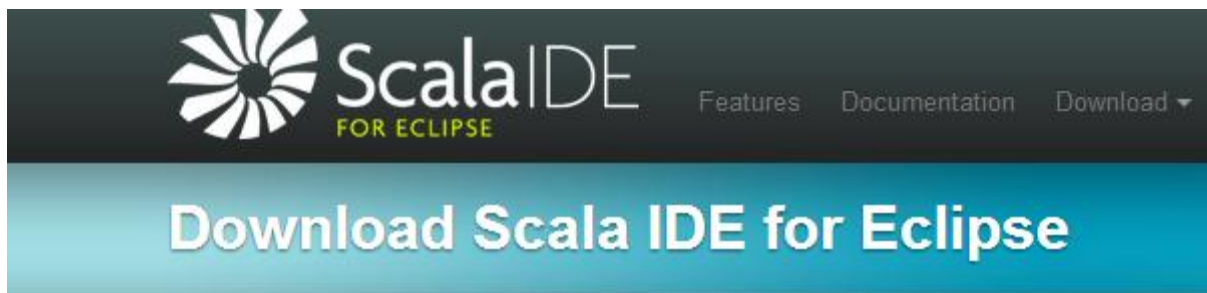 ScalaIDE
FOR ECLIPSE
Features Documentation Download
Download Scala IDE for Eclipse